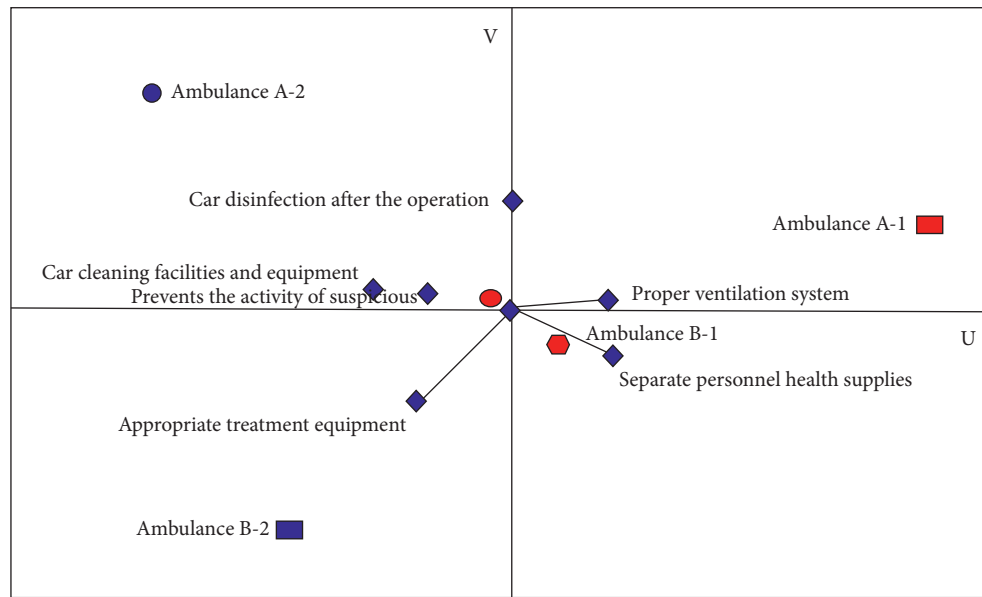 V
Ambulance A-2
Car disinfection after the operation
Ambulance A-1
Car cleaning facilities and equipment
Prevents the activity of suspicious
Proper ventilation system
Ambulance B-1
U
Separate personnel health supplies
Appropriate treatment equipment
Ambulance B-2